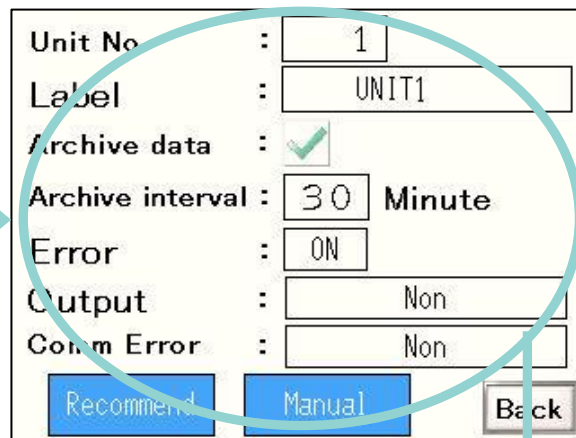 Unit No : 1
Label : UNIT1
Archive data :
Archive interval : 30 Minute
Error : ON
Output : Non
Comm Error : Non
Recommend Manual Back